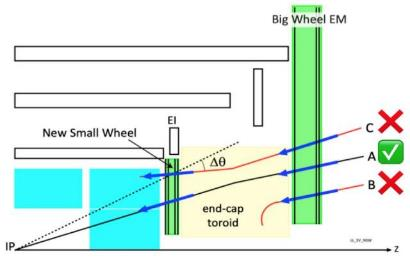 Big Wheel EM
EI
New Small Wheel
Δθ
C
A
B
end-cap
toroid
IP
z